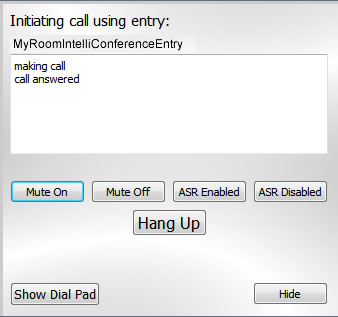 Initiating call using entry:
MyRoomIntelliConferenceEntry
making call
call answered
Mute On Mute Off ASR Enabled ASR Disabled
Hang Up
Show Dial Pad Hide